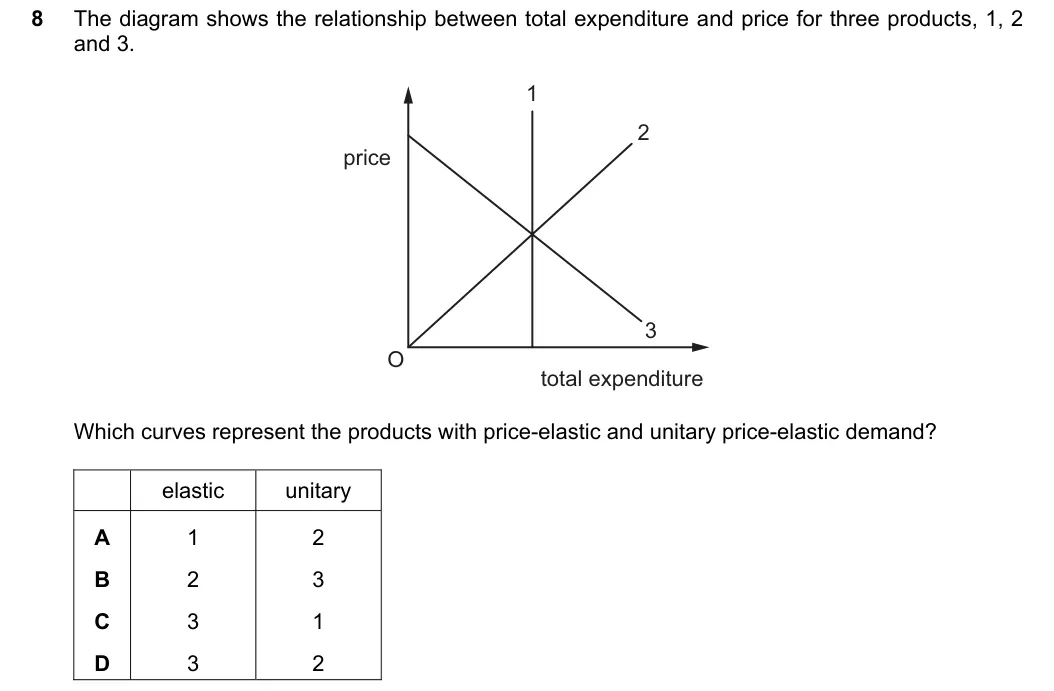 8 The diagram shows the relationship between total expenditure and price for three products, 1, 2
and 3.
1
2
price
3
O
total expenditure
Which curves represent the products with price-elastic and unitary price-elastic demand?
elastic unitary
A 1 2
B 2 3
C 3 1
D 3 2